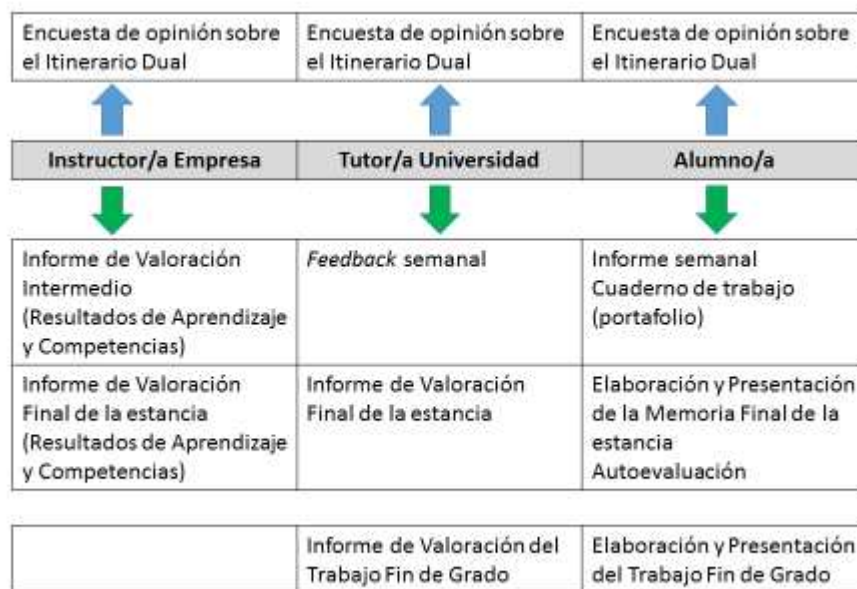 Encuesta de opinión sobre
el Itinerario Dual
Encuesta de opinión sobre
el Itinerario Dual
Encuesta de opinión sobre
el Itinerario Dual
Instructor/a Empresa
Tutor/a Universidad
Alumno/a
Informe de Valoración
Intermedio
(Resultados de Aprendizaje
y Competencias)
Feedback semanal
Informe semanal
Cuaderno de trabajo
(portafolio)
Informe de Valoración
Final de la estancia
(Resultados de Aprendizaje
y Competencias)
Informe de Valoración
Final de la estancia
Elaboración y Presentación
de la Memoria Final de la
estancia
Autoevaluación
Informe de Valoración del
Trabajo Fin de Grado
Elaboración y Presentación
del Trabajo Fin de Grado